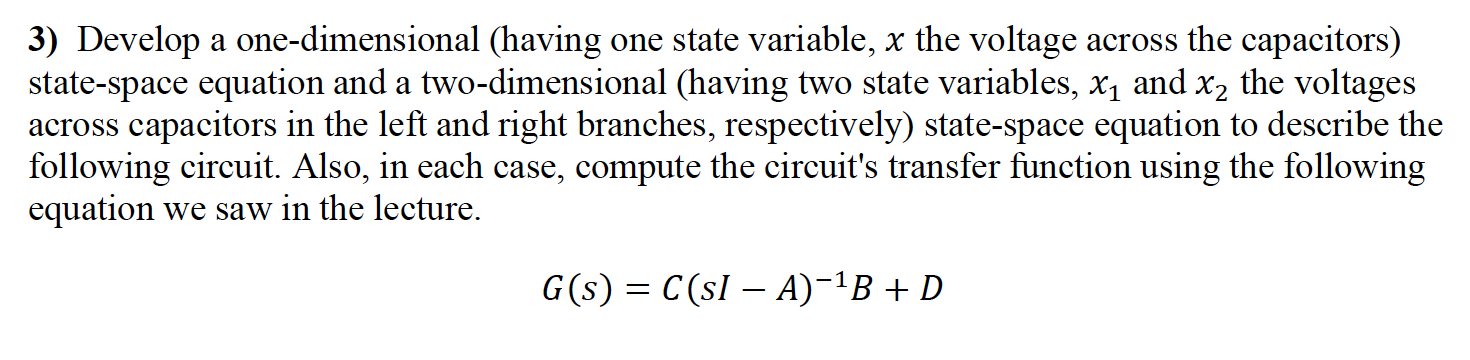 3) Develop a one-dimensional (having one state variable, x the voltage across the capacitors)
state-space equation and a two-dimensional (having two state variables, x₁ and x₂ the voltages
across capacitors in the left and right branches, respectively) state-space equation to describe the
following circuit. Also, in each case, compute the circuit's transfer function using the following
equation we saw in the lecture.
G(s) = C(sI − A)⁻¹B + D